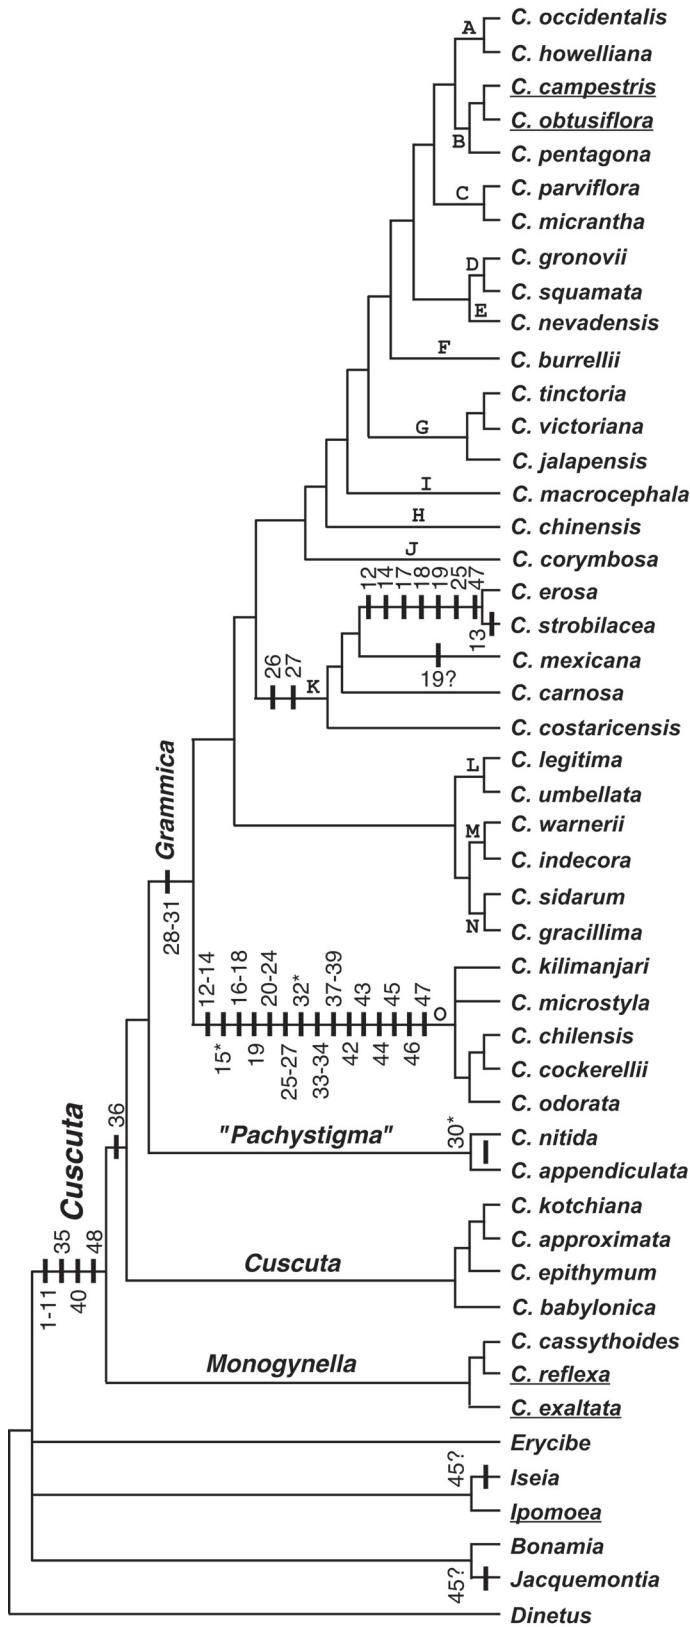 A
C. occidentalis
C. howelliana
C. campestris
C. obtusiflora
B
C. pentagona
C. parviflora
C
C. micrantha
C. gronovii
D
C. squamata
E
C. nevadensis
F
C. burrellii
C. tinctoria
C. victoriana
G
C. jalapensis
I
C. macrocephala
H
C. chinensis
J
C. corymbosa
12 14 17 18 19 25 47
C. erosa
13
C. strobilacea
C. mexicana
19?
26 27
K
C. carnosa
C. costaricensis
C. legitima
L
C. umbellata
Grammica
28-31
C. warnerii
M
C. indecora
C. sidarum
N
C. gracillima
12-14 16-18 20-24 32* 37-39 43 45 47
15* 19 25-27 33-34 42 44 46
O
C. kilimanjari
C. microstyla
C. chilensis
C. cockerellii
C. odorata
36
"Pachystigma"
30*
C. nitida
C. appendiculata
Cuscuta
35 48
1-11 40
C. kotchiana
C. approximata
Cuscuta
C. epithymum
C. babylonica
C. cassythoides
Monogynella
C. reflexa
C. exaltata
Erycibe
45?
Iseia
Ipomoea
Bonamia
45?
Jacquemontia
Dinetus